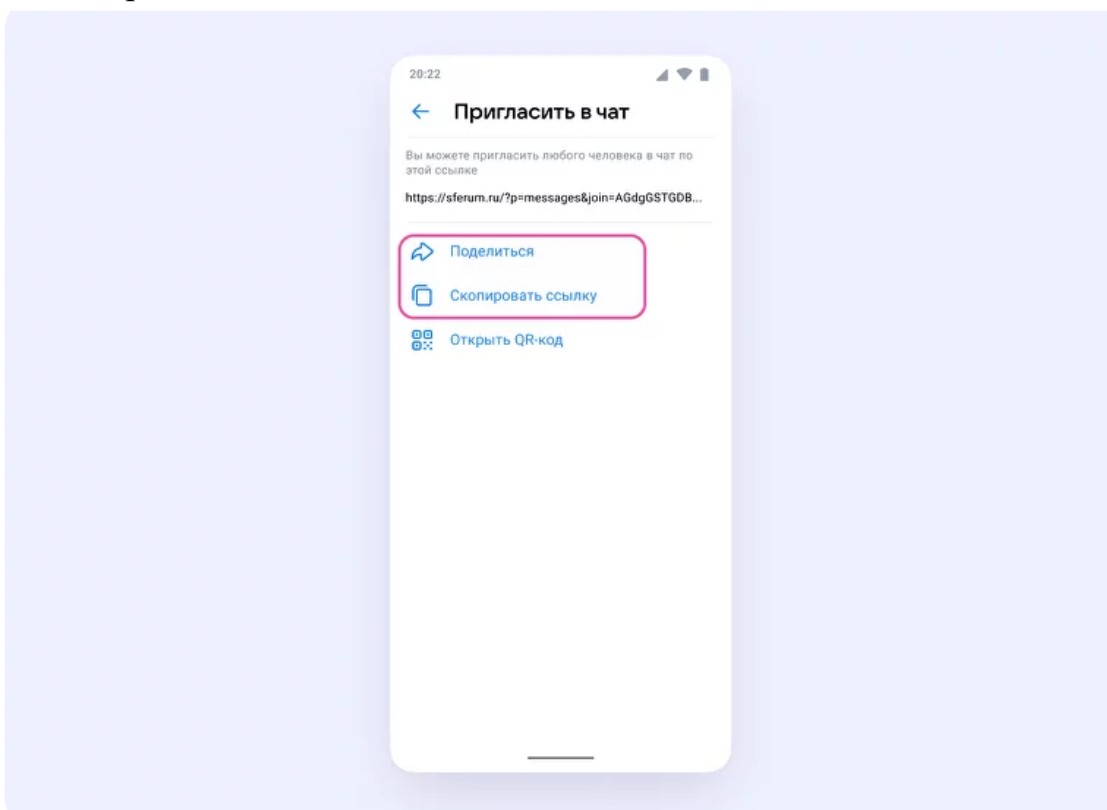 20:22
Пригласить в чат
Вы можете пригласить любого человека в чат по
этой ссылке
https://sferum.ru/?p=messages&join=AGdgGSTGDB...
Поделиться
Скопировать ссылку
Открыть QR-код